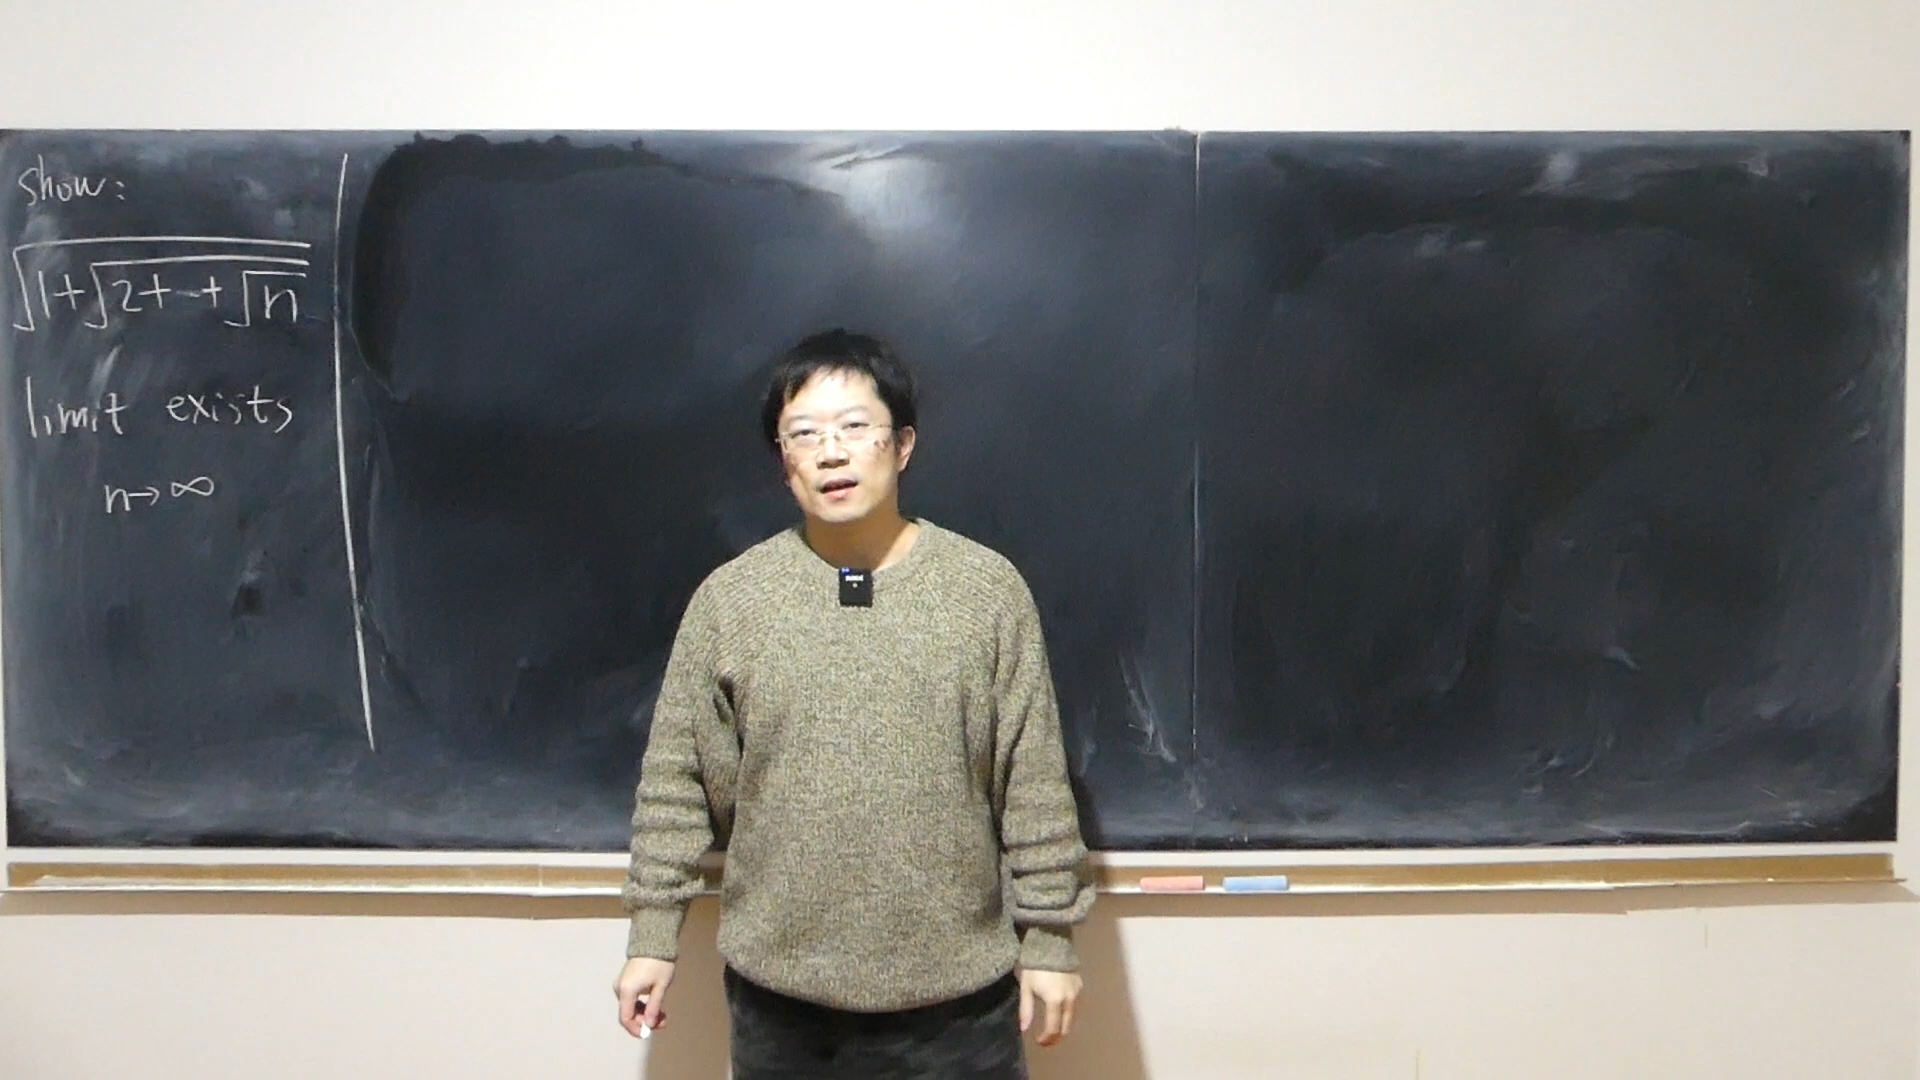 show:
√(1+√(2+⋯+√n))
limit exists
n→∞